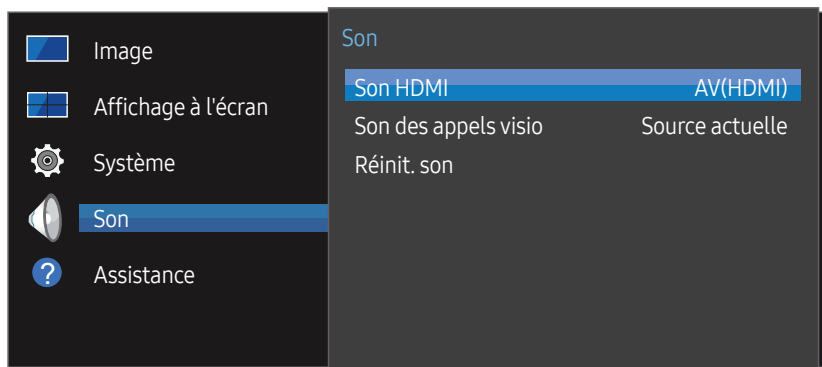 Image
Affichage à l'écran
Système
Son
Assistance
Son
Son HDMI AV(HDMI)
Son des appels visio Source actuelle
Réinit. son